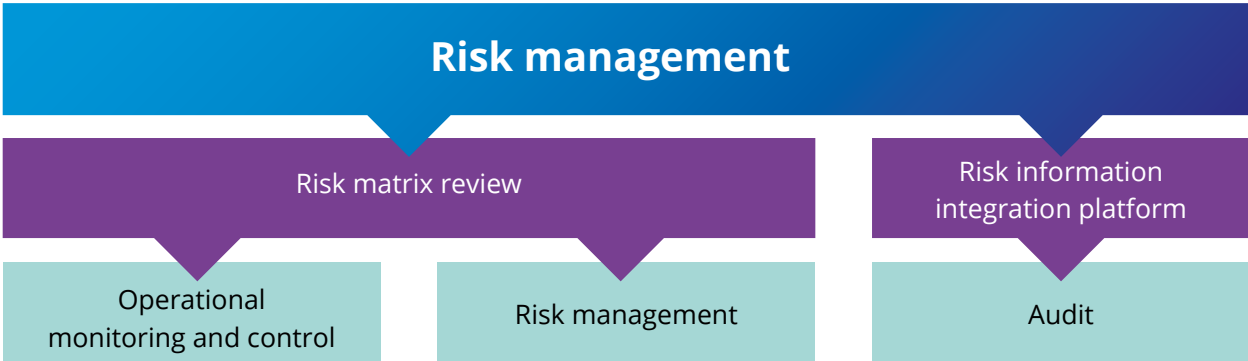 Risk management
Risk matrix review
Risk information
integration platform
Operational
monitoring and control
Risk management
Audit